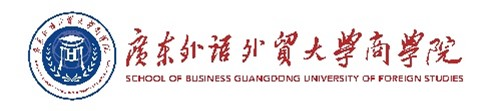 廣東外語外貿大學商學院
SCHOOL OF BUSINESS GUANGDONG UNIVERSITY OF FOREIGN STUDIES